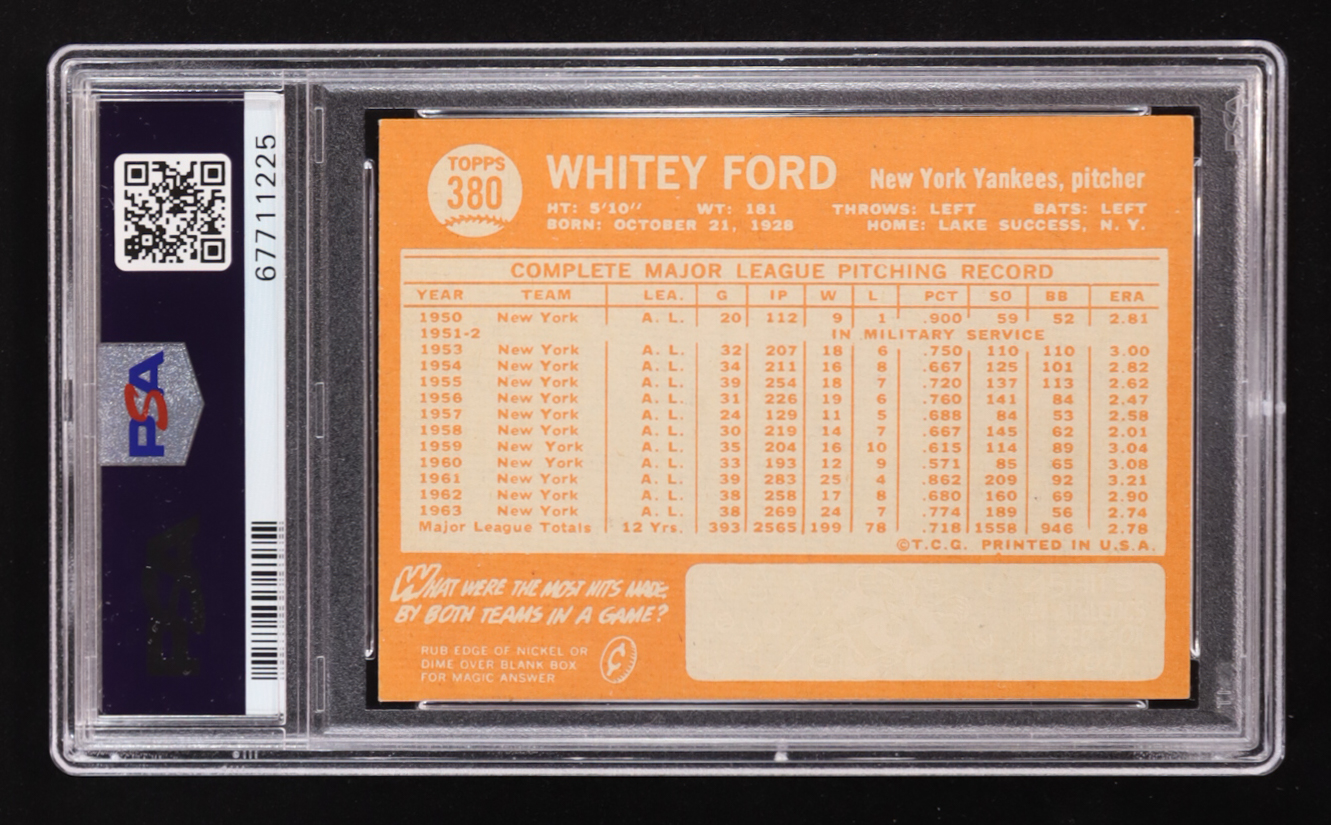 67711225
PSA
PSA
TOPPS
380
WHITEY FORD New York Yankees, pitcher
HT: 5'10" WT: 181 THROWS: LEFT BATS: LEFT
BORN: OCTOBER 21, 1928 HOME: LAKE SUCCESS, N. Y.
COMPLETE MAJOR LEAGUE PITCHING RECORD
YEAR TEAM LEA. G IP W L PCT SO BB ERA
1950 New York A. L. 20 112 9 1 .900 59 52 2.81
1951-2 IN MILITARY SERVICE
1953 New York A. L. 32 207 18 6 .750 110 110 3.00
1954 New York A. L. 34 211 16 8 .667 125 101 2.82
1955 New York A. L. 39 254 18 7 .720 137 113 2.62
1956 New York A. L. 31 226 19 6 .760 141 84 2.47
1957 New York A. L. 24 129 11 5 .688 84 53 2.58
1958 New York A. L. 30 219 14 7 .667 145 62 2.01
1959 New York A. L. 35 204 16 10 .615 114 89 3.04
1960 New York A. L. 33 193 12 9 .571 85 65 3.08
1961 New York A. L. 39 283 25 4 .862 209 92 3.21
1962 New York A. L. 38 258 17 8 .680 160 69 2.90
1963 New York A. L. 38 269 24 7 .774 189 56 2.74
Major League Totals 12 Yrs. 393 2565 199 78 .718 1558 946 2.78
©T.C.G. PRINTED IN U.S.A.
WHAT WERE THE MOST HITS MADE
BY BOTH TEAMS IN A GAME?
RUB EDGE OF NICKEL OR
DIME OVER BLANK BOX
FOR MAGIC ANSWER